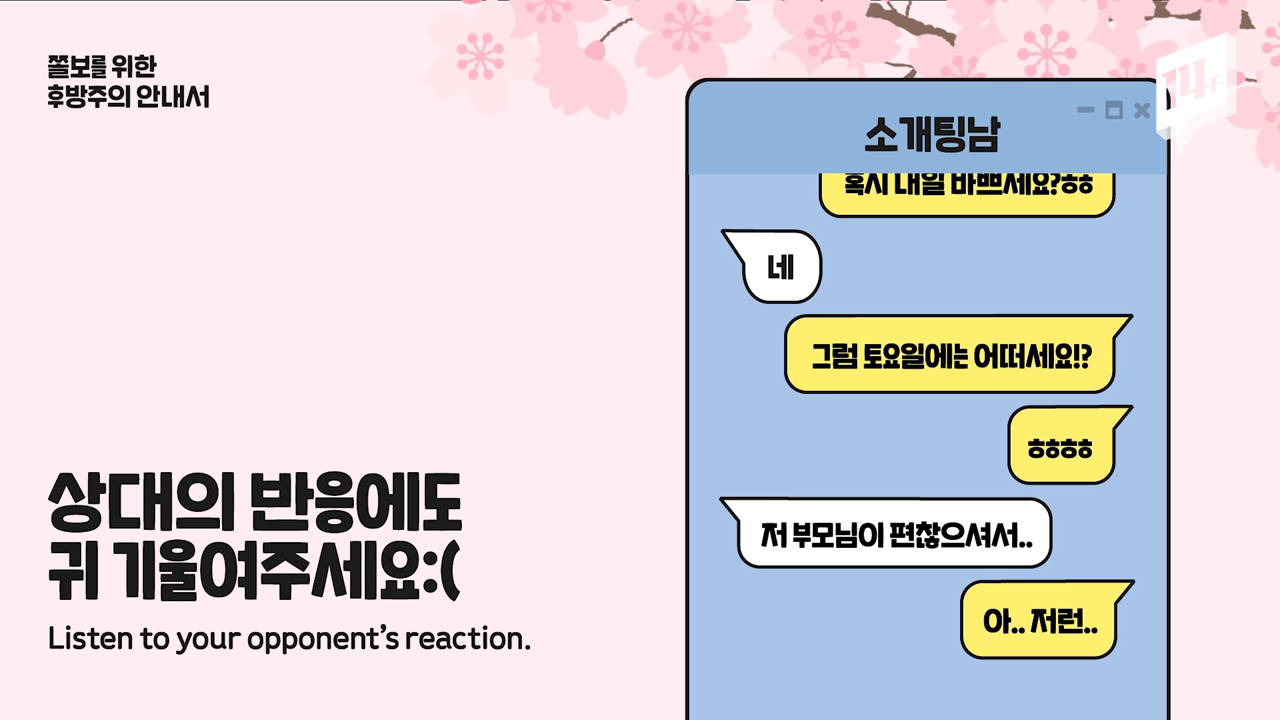 쫄보를 위한
후방주의 안내서
14F
소개팅남
혹시 내일 바쁘세요?ㅎㅎ
네
그럼 토요일에는 어떠세요!?
ㅎㅎㅎㅎ
저 부모님이 편찮으셔서..
아.. 저런..
상대의 반응에도
귀 기울여주세요:(
Listen to your opponent's reaction.